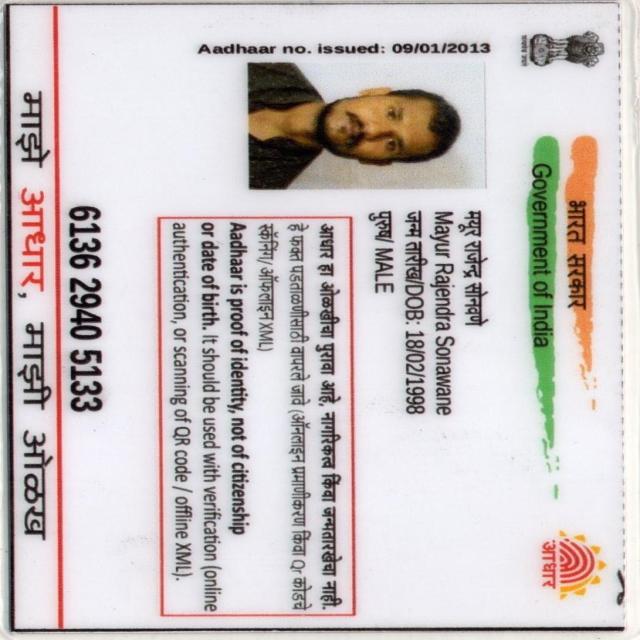 भारत सरकार
Government of India
Aadhaar no. issued: 09/01/2013
मयूर राजेन्द्र सोनवणे
Mayur Rajendra Sonawane
जन्म तारीख/DOB: 18/02/1998
पुरुष/ MALE
आधार हा ओळखीचा पुरावा आहे, नागरिकत्व किंवा जन्मतारखेचा नाही.
हे फक्त पडताळणीसाठी वापरले जावे (ऑनलाइन प्रमाणीकरण किंवा Qr कोडचे
स्कॅनिंग/ ऑफलाइन XML)
Aadhaar is proof of identity, not of citizenship
or date of birth. It should be used with verification (online
authentication, or scanning of QR code / offline XML).
6136 2940 5133
माझे आधार, माझी ओळख
आधार